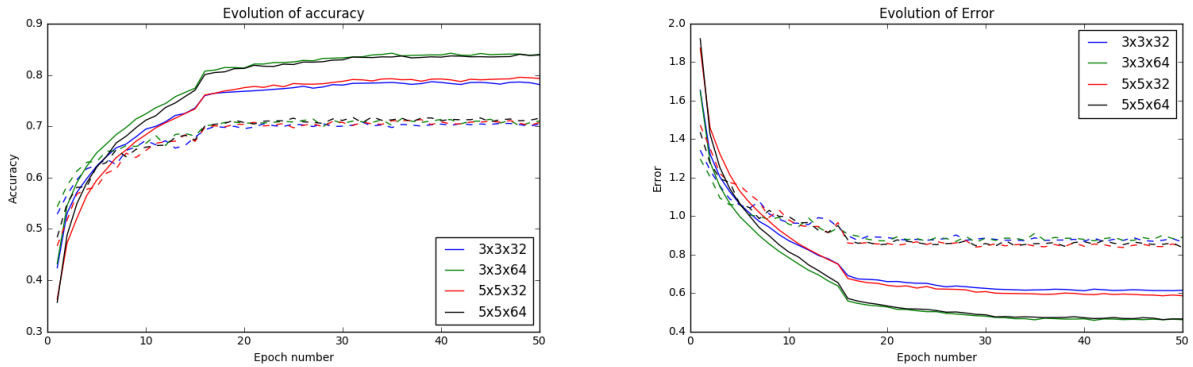 Evolution of accuracy
0.9
0.8
0.7
0.6
0.5
0.4
0.3
Accuracy
3x3x32
3x3x64
5x5x32
5x5x64
0
10
20
30
40
50
Epoch number
Evolution of Error
2.0
1.8
1.6
1.4
1.2
1.0
0.8
0.6
0.4
Error
3x3x32
3x3x64
5x5x32
5x5x64
0
10
20
30
40
50
Epoch number